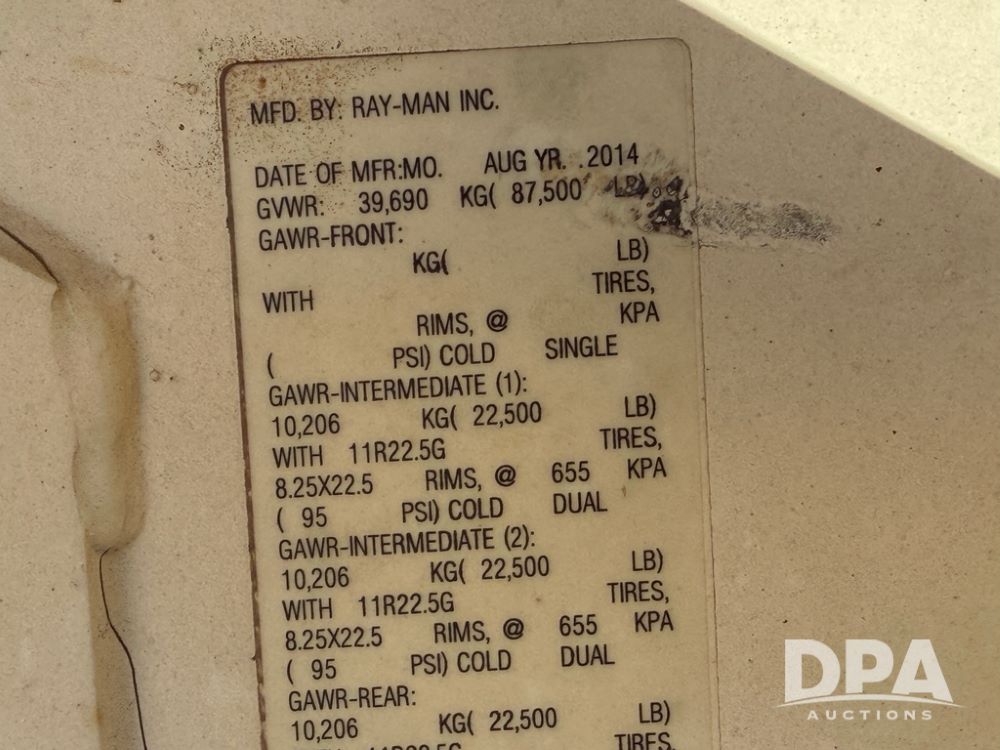 MFD. BY: RAY-MAN INC.
DATE OF MFR:MO. AUG YR. .2014
GVWR: 39,690 KG( 87,500 LB)
GAWR-FRONT:
KG( LB)
WITH TIRES,
RIMS, @ KPA
( PSI) COLD SINGLE
GAWR-INTERMEDIATE (1):
10,206 KG( 22,500 LB)
WITH 11R22.5G TIRES,
8.25X22.5 RIMS, @ 655 KPA
( 95 PSI) COLD DUAL
GAWR-INTERMEDIATE (2):
10,206 KG( 22,500 LB)
WITH 11R22.5G TIRES,
8.25X22.5 RIMS, @ 655 KPA
( 95 PSI) COLD DUAL
GAWR-REAR:
10,206 KG( 22,500 LB)
TIRES,
DPA
AUCTIONS